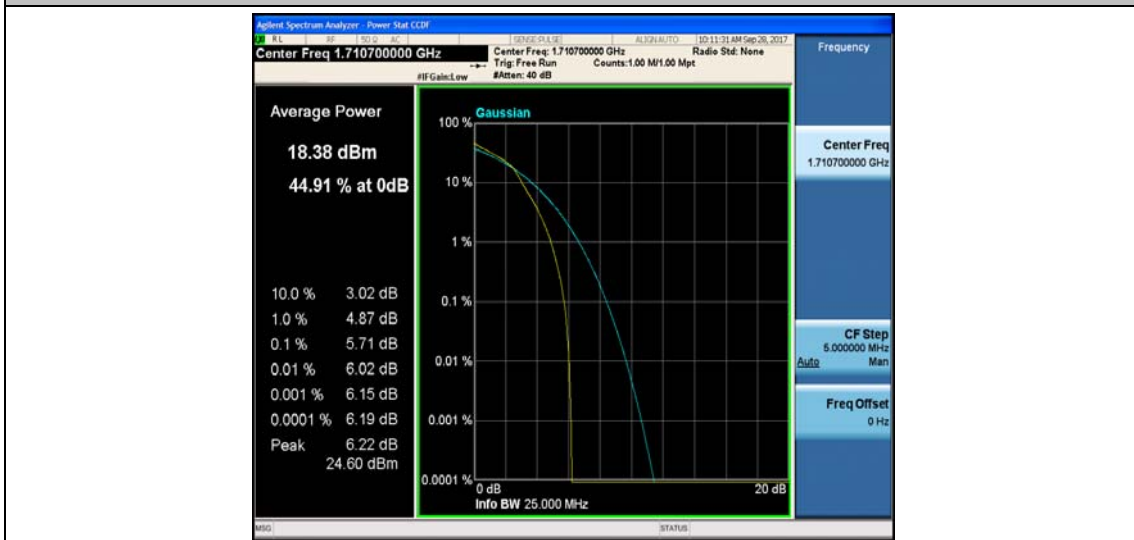 Agilent Spectrum Analyzer - Power Stat CCDF
RL RF 50 Ω AC SENSE:PULSE ALIGN AUTO 10:11:31 AM Sep 28, 2017
Center Freq 1.710700000 GHz
Center Freq: 1.710700000 GHz Radio Std: None
Trig: Free Run Counts:1.00 M/1.00 Mpt
#IFGain:Low #Atten: 40 dB
Frequency
Average Power
18.38 dBm
44.91 % at 0dB
10.0 % 3.02 dB
1.0 % 4.87 dB
0.1 % 5.71 dB
0.01 % 6.02 dB
0.001 % 6.15 dB
0.0001 % 6.19 dB
Peak 6.22 dB
24.60 dBm
Gaussian
100 %
10 %
1 %
0.1 %
0.01 %
0.001 %
0.0001 %
0 dB 20 dB
Info BW 25.000 MHz
Center Freq
1.710700000 GHz
CF Step
5.000000 MHz
Auto Man
Freq Offset
0 Hz
MSG STATUS